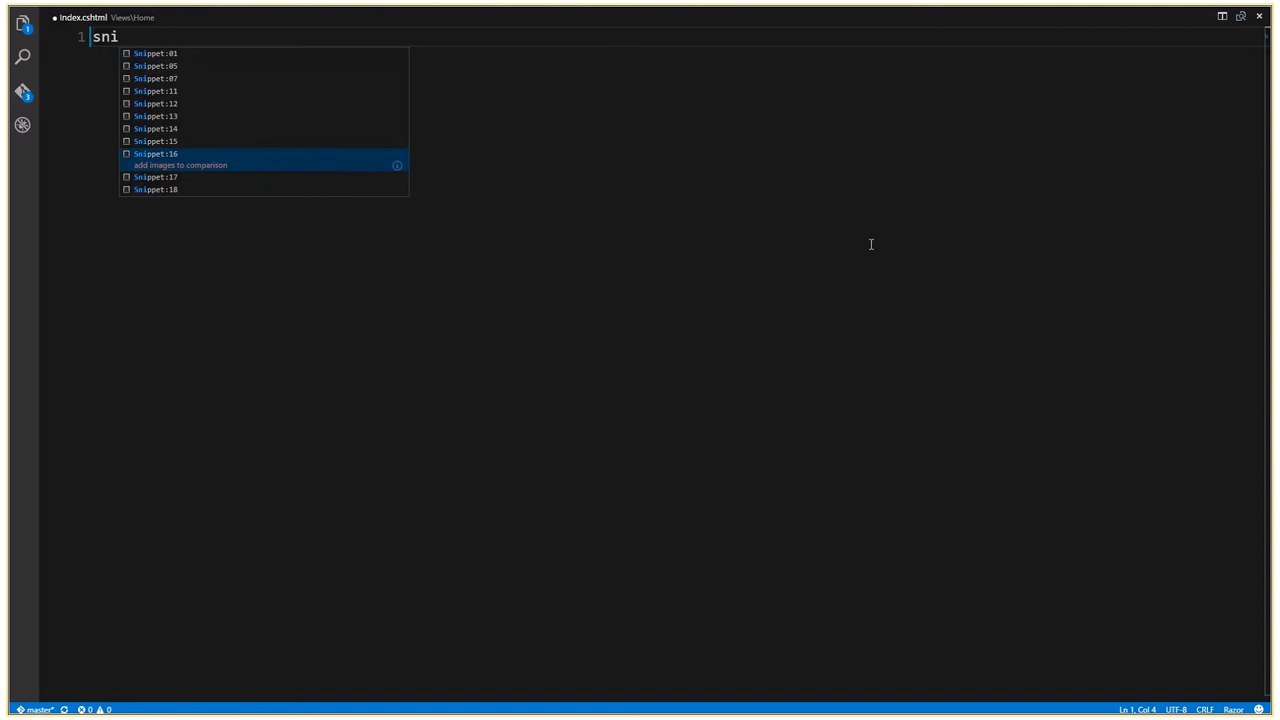 ● Index.cshtml Views\Home
1
1 sni
Snippet:01
Snippet:05
Snippet:07
Snippet:11
Snippet:12
Snippet:13
Snippet:14
Snippet:15
Snippet:16
add images to comparison
Snippet:17
Snippet:18
3
master* 0 0 Ln 1, Col 4 UTF-8 CRLF Razor